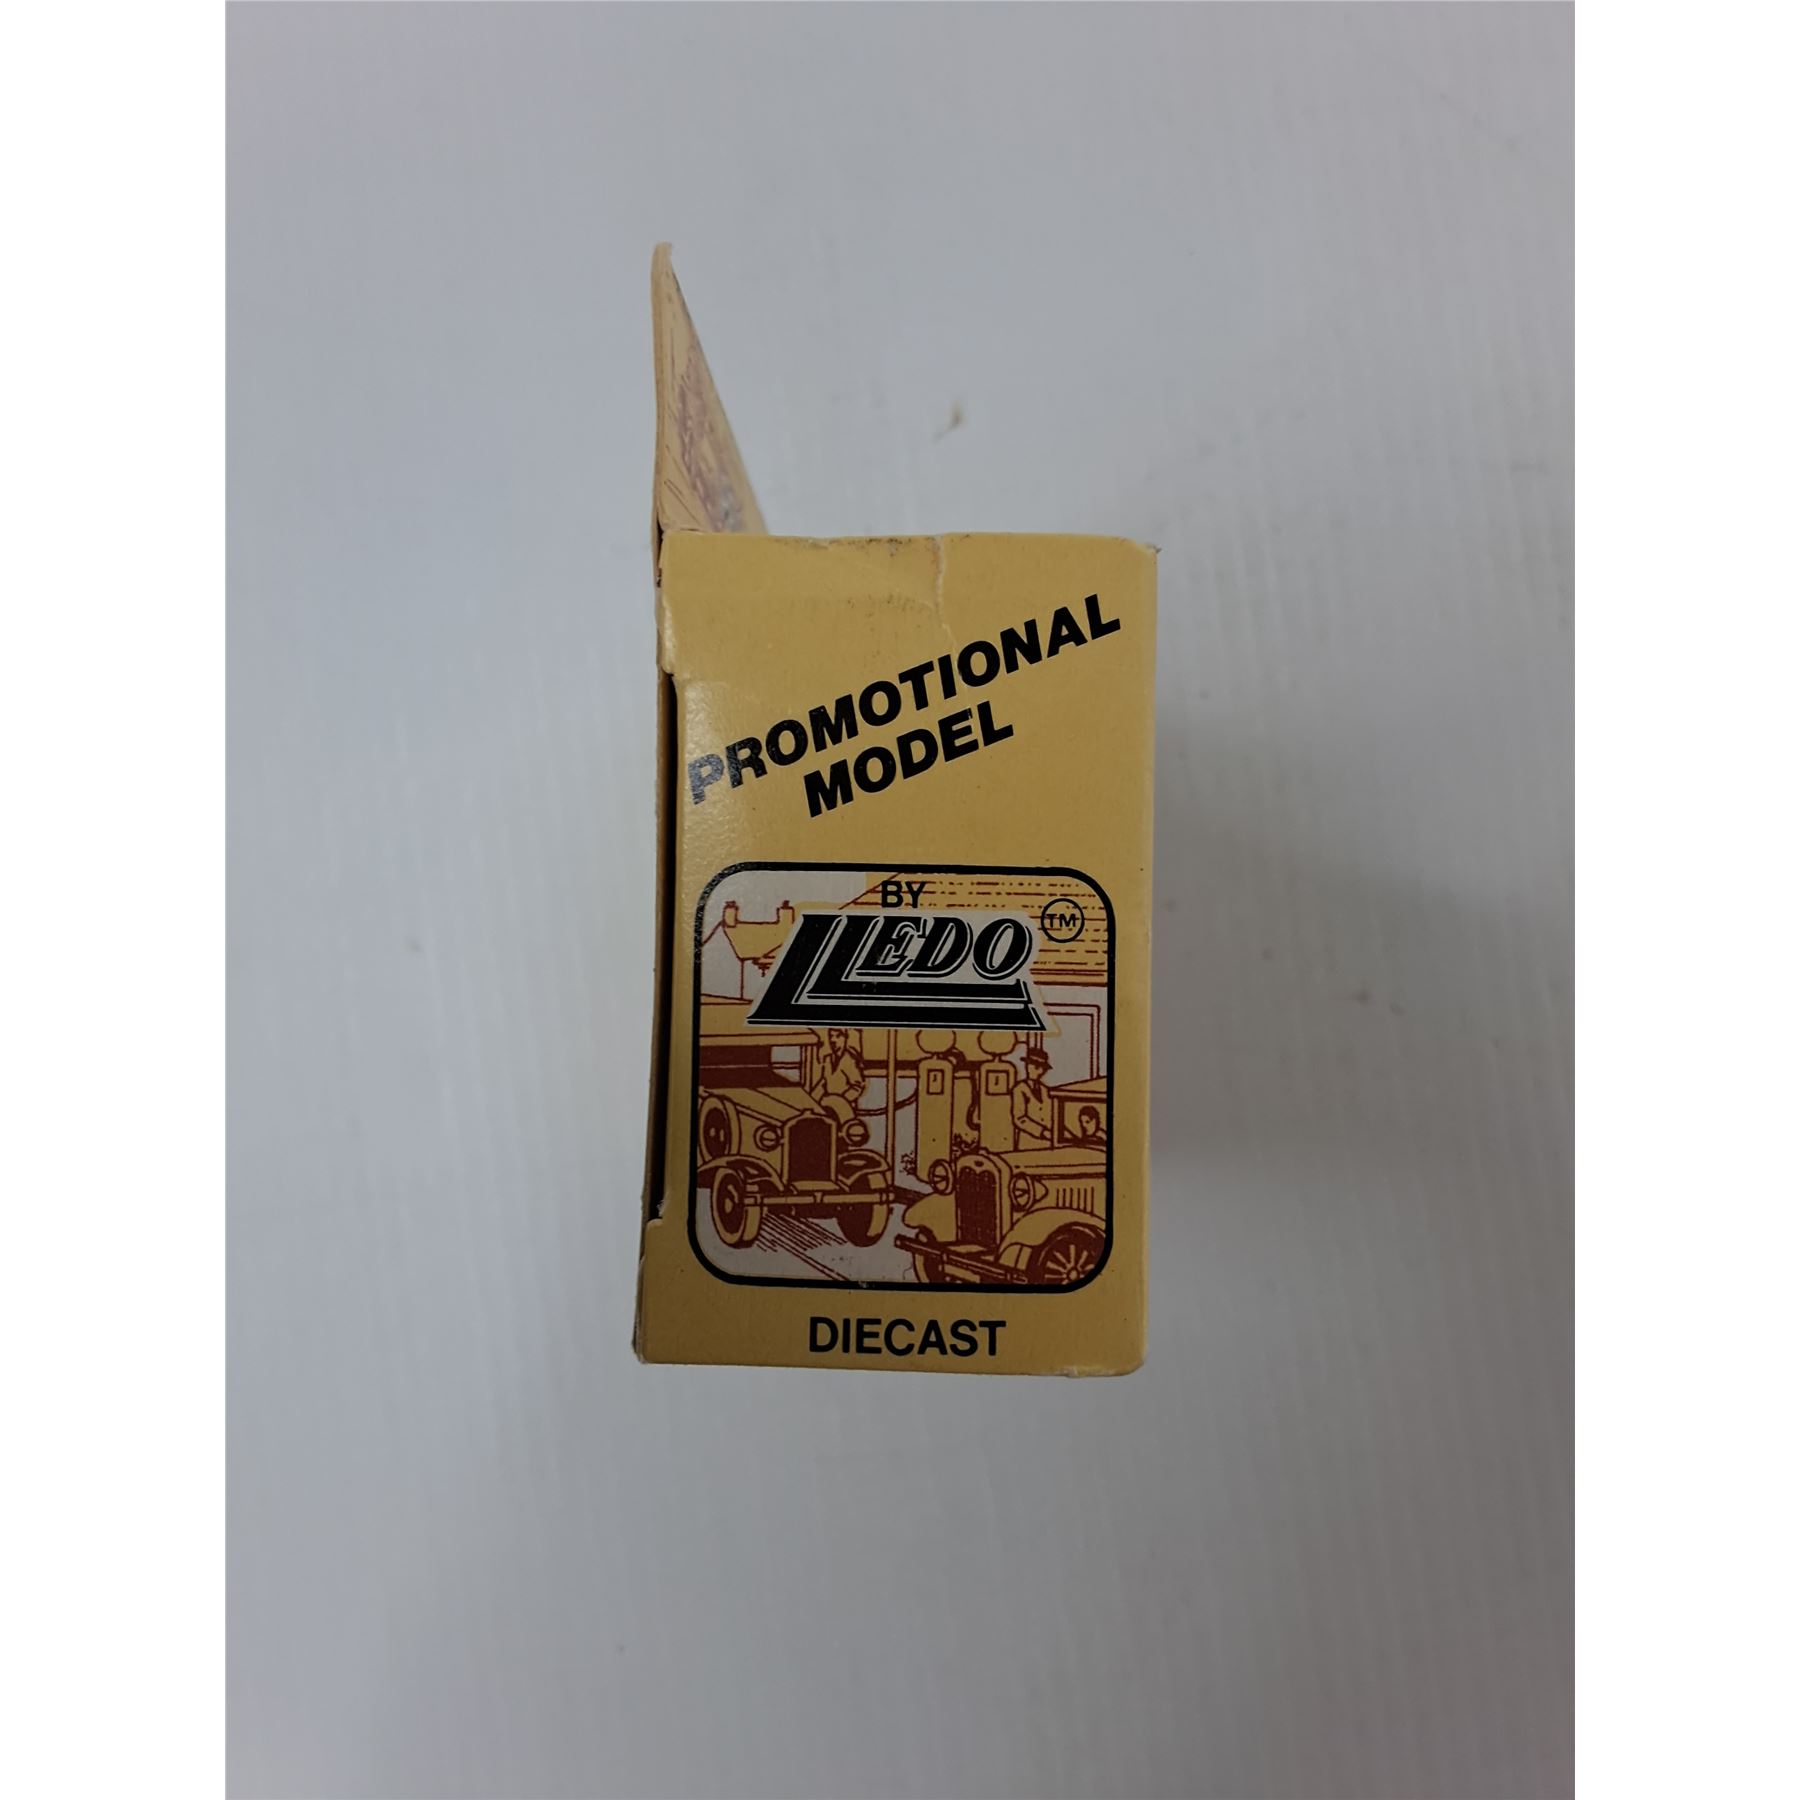 PROMOTIONAL
MODEL
BY
LLEDO
TM
DIECAST